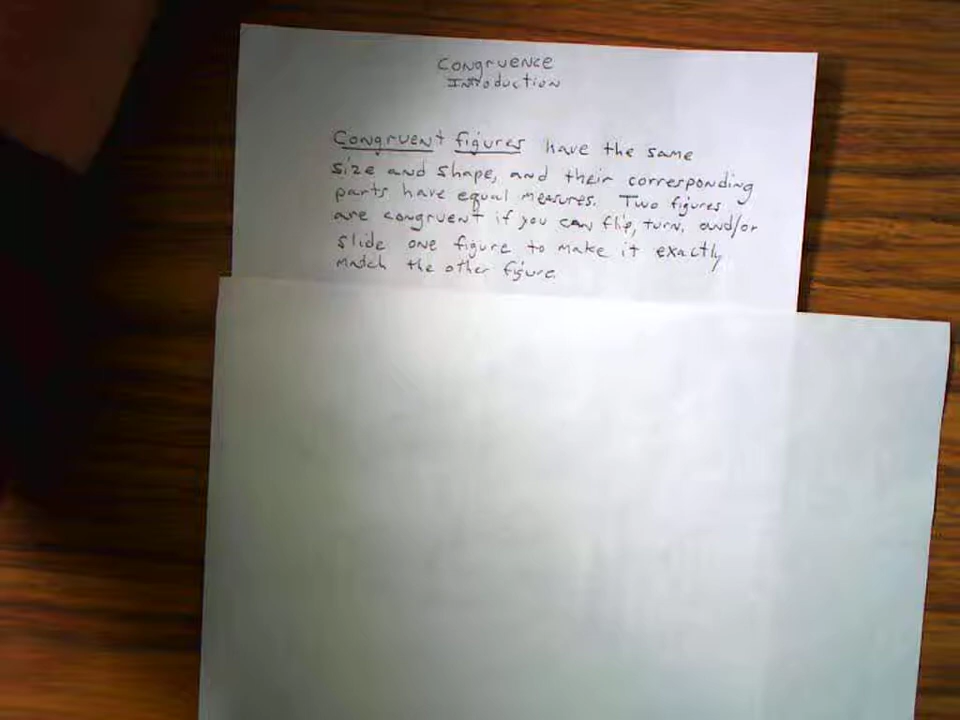 Congruence
Introduction
Congruent figures have the same
size and shape, and their corresponding
parts have equal measures. Two figures
are congruent if you can flip, turn, and/or
slide one figure to make it exactly
match the other figure.